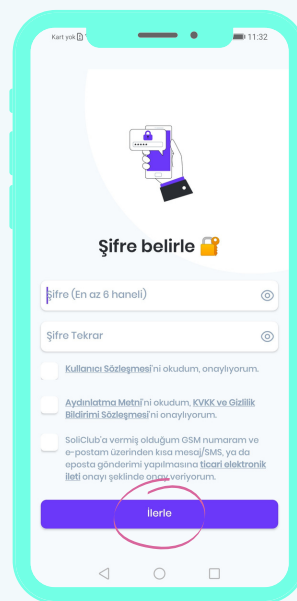 Kart yok
11:32
Şifre belirle
Şifre (En az 6 haneli)
Şifre Tekrar
Kullanıcı Sözleşmesi'ni okudum, onaylıyorum.
Aydınlatma Metni'ni okudum, KVKK ve Gizlilik
Bildirimi Sözleşmesi'ni onaylıyorum.
SoliClub'a vermiş olduğum GSM numaram ve
e-postam üzerinden kısa mesaj/SMS, ya da
eposta gönderimi yapılmasına ticari elektronik
ileti onayı şeklinde onay veriyorum.
İlerle